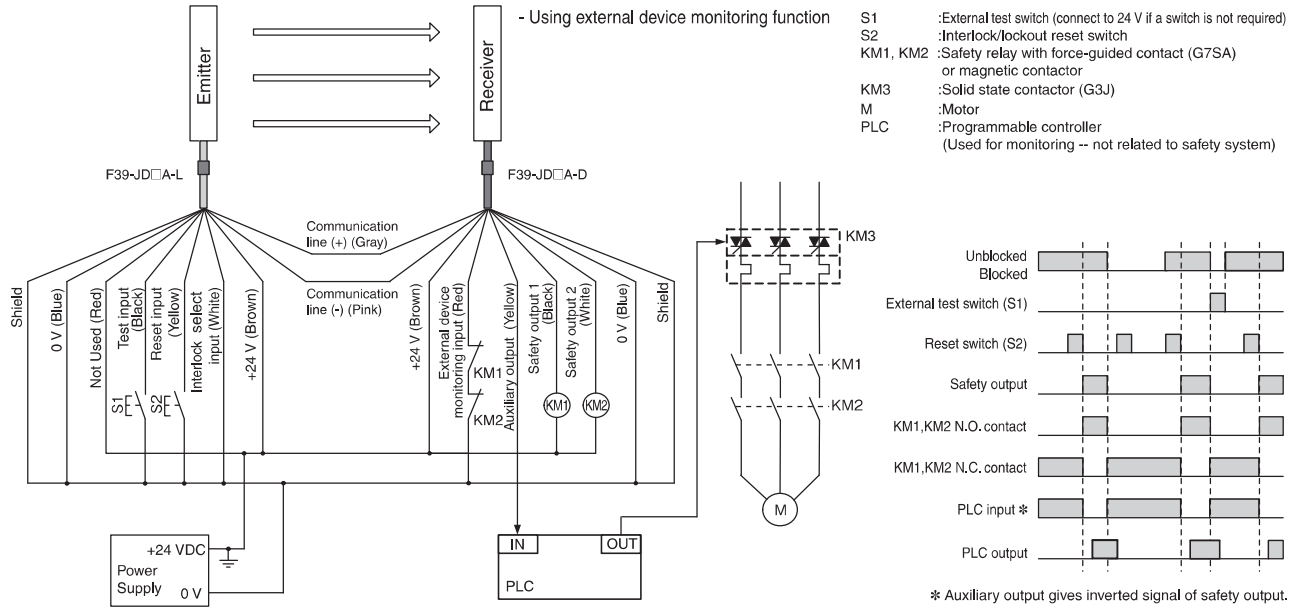 - Using external device monitoring function
S1 :External test switch (connect to 24 V if a switch is not required)
S2 :Interlock/lockout reset switch
KM1, KM2 :Safety relay with force-guided contact (G7SA)
or magnetic contactor
KM3 :Solid state contactor (G3J)
M :Motor
PLC :Programmable controller
(Used for monitoring -- not related to safety system)
Emitter
Receiver
F39-JD□A-L
F39-JD□A-D
Communication
line (+) (Gray)
Communication
line (-) (Pink)
Shield
0 V (Blue)
Not Used (Red)
Test input
(Black)
Reset input
(Yellow)
Interlock select
input (White)
+24 V (Brown)
+24 V (Brown)
External device
monitoring input (Red)
Auxiliary output (Yellow)
Safety output 1
(Black)
Safety output 2
(White)
0 V (Blue)
Shield
S1
S2
KM1
KM2
KM1
KM2
KM3
KM1
KM2
M
+24 VDC
Power
Supply
0 V
IN
OUT
PLC
Unblocked
Blocked
External test switch (S1)
Reset switch (S2)
Safety output
KM1,KM2 N.O. contact
KM1,KM2 N.C. contact
PLC input ✻
PLC output
✻ Auxiliary output gives inverted signal of safety output.